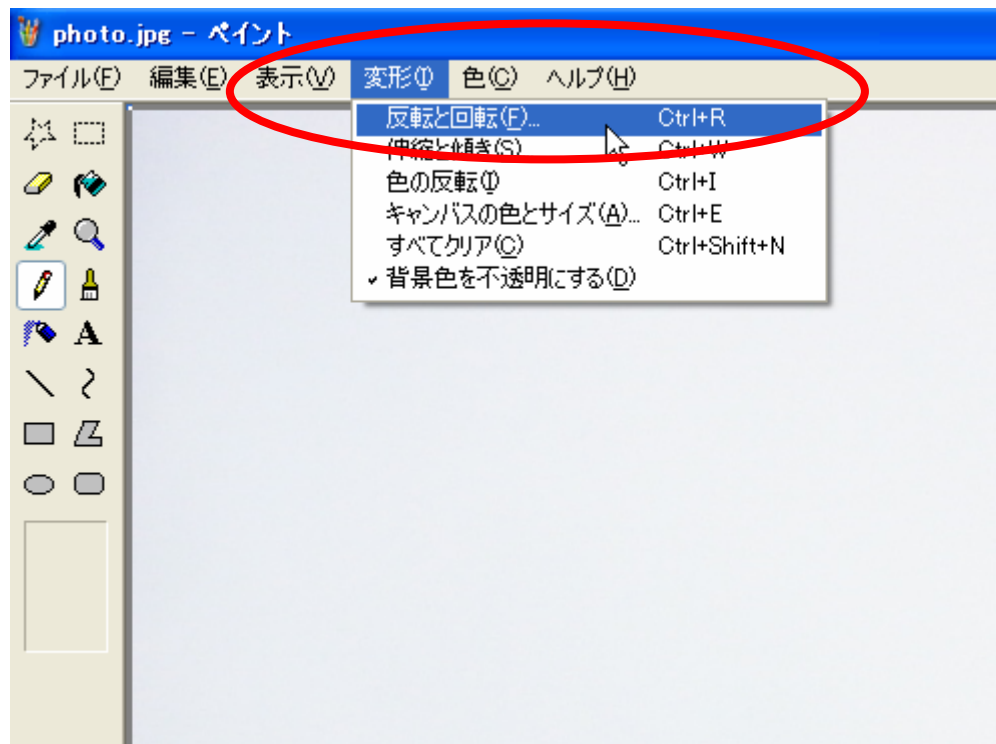 photo.jpg - ペイント
ファイル(F) 編集(E) 表示(V) 変形(I) 色(C) ヘルプ(H)
反転と回転(F)... Ctrl+R
伸縮と傾き(S)... Ctrl+W
色の反転(I) Ctrl+I
キャンバスの色とサイズ(A)... Ctrl+E
すべてクリア(C) Ctrl+Shift+N
背景色を不透明にする(D)
A